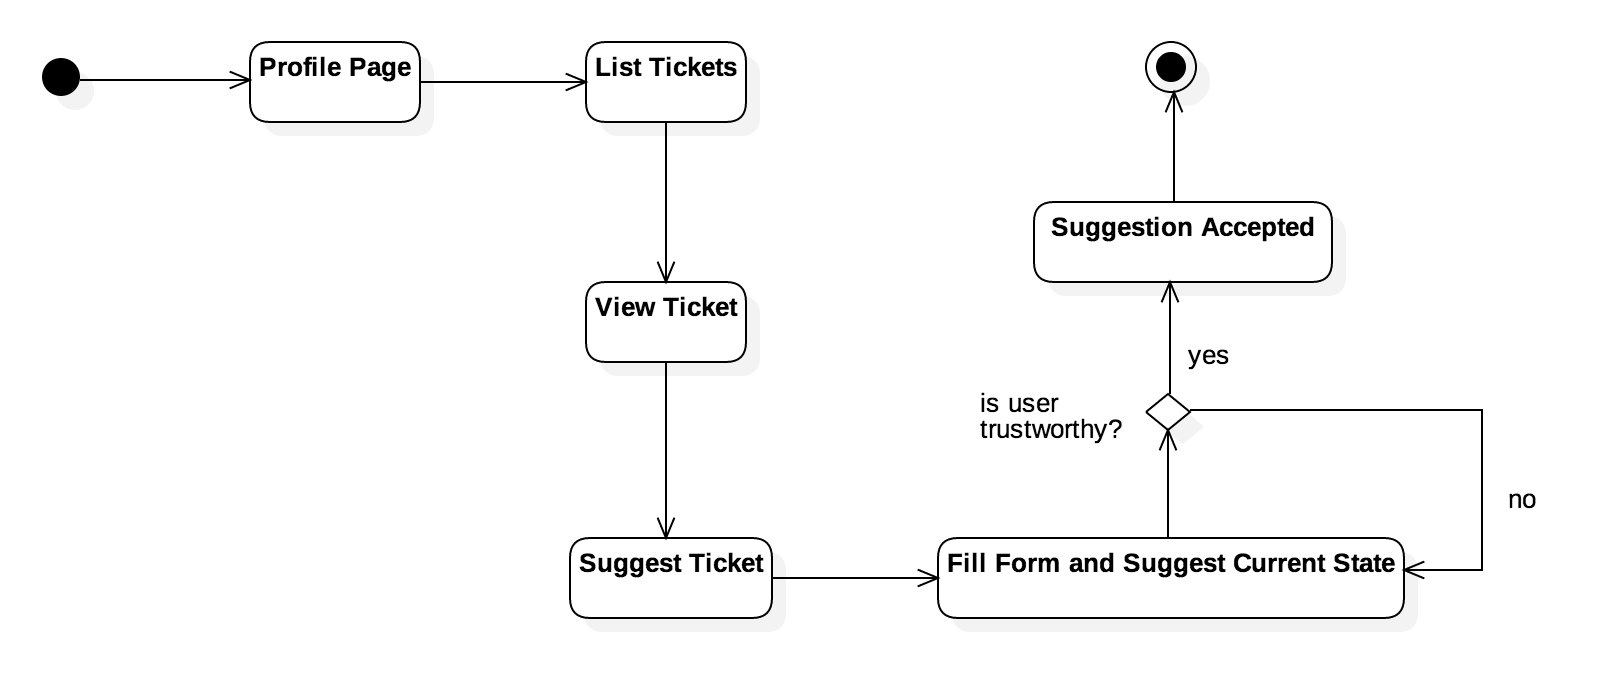 Profile Page
List Tickets
View Ticket
Suggest Ticket
Fill Form and Suggest Current State
is user
trustworthy?
yes
no
Suggestion Accepted